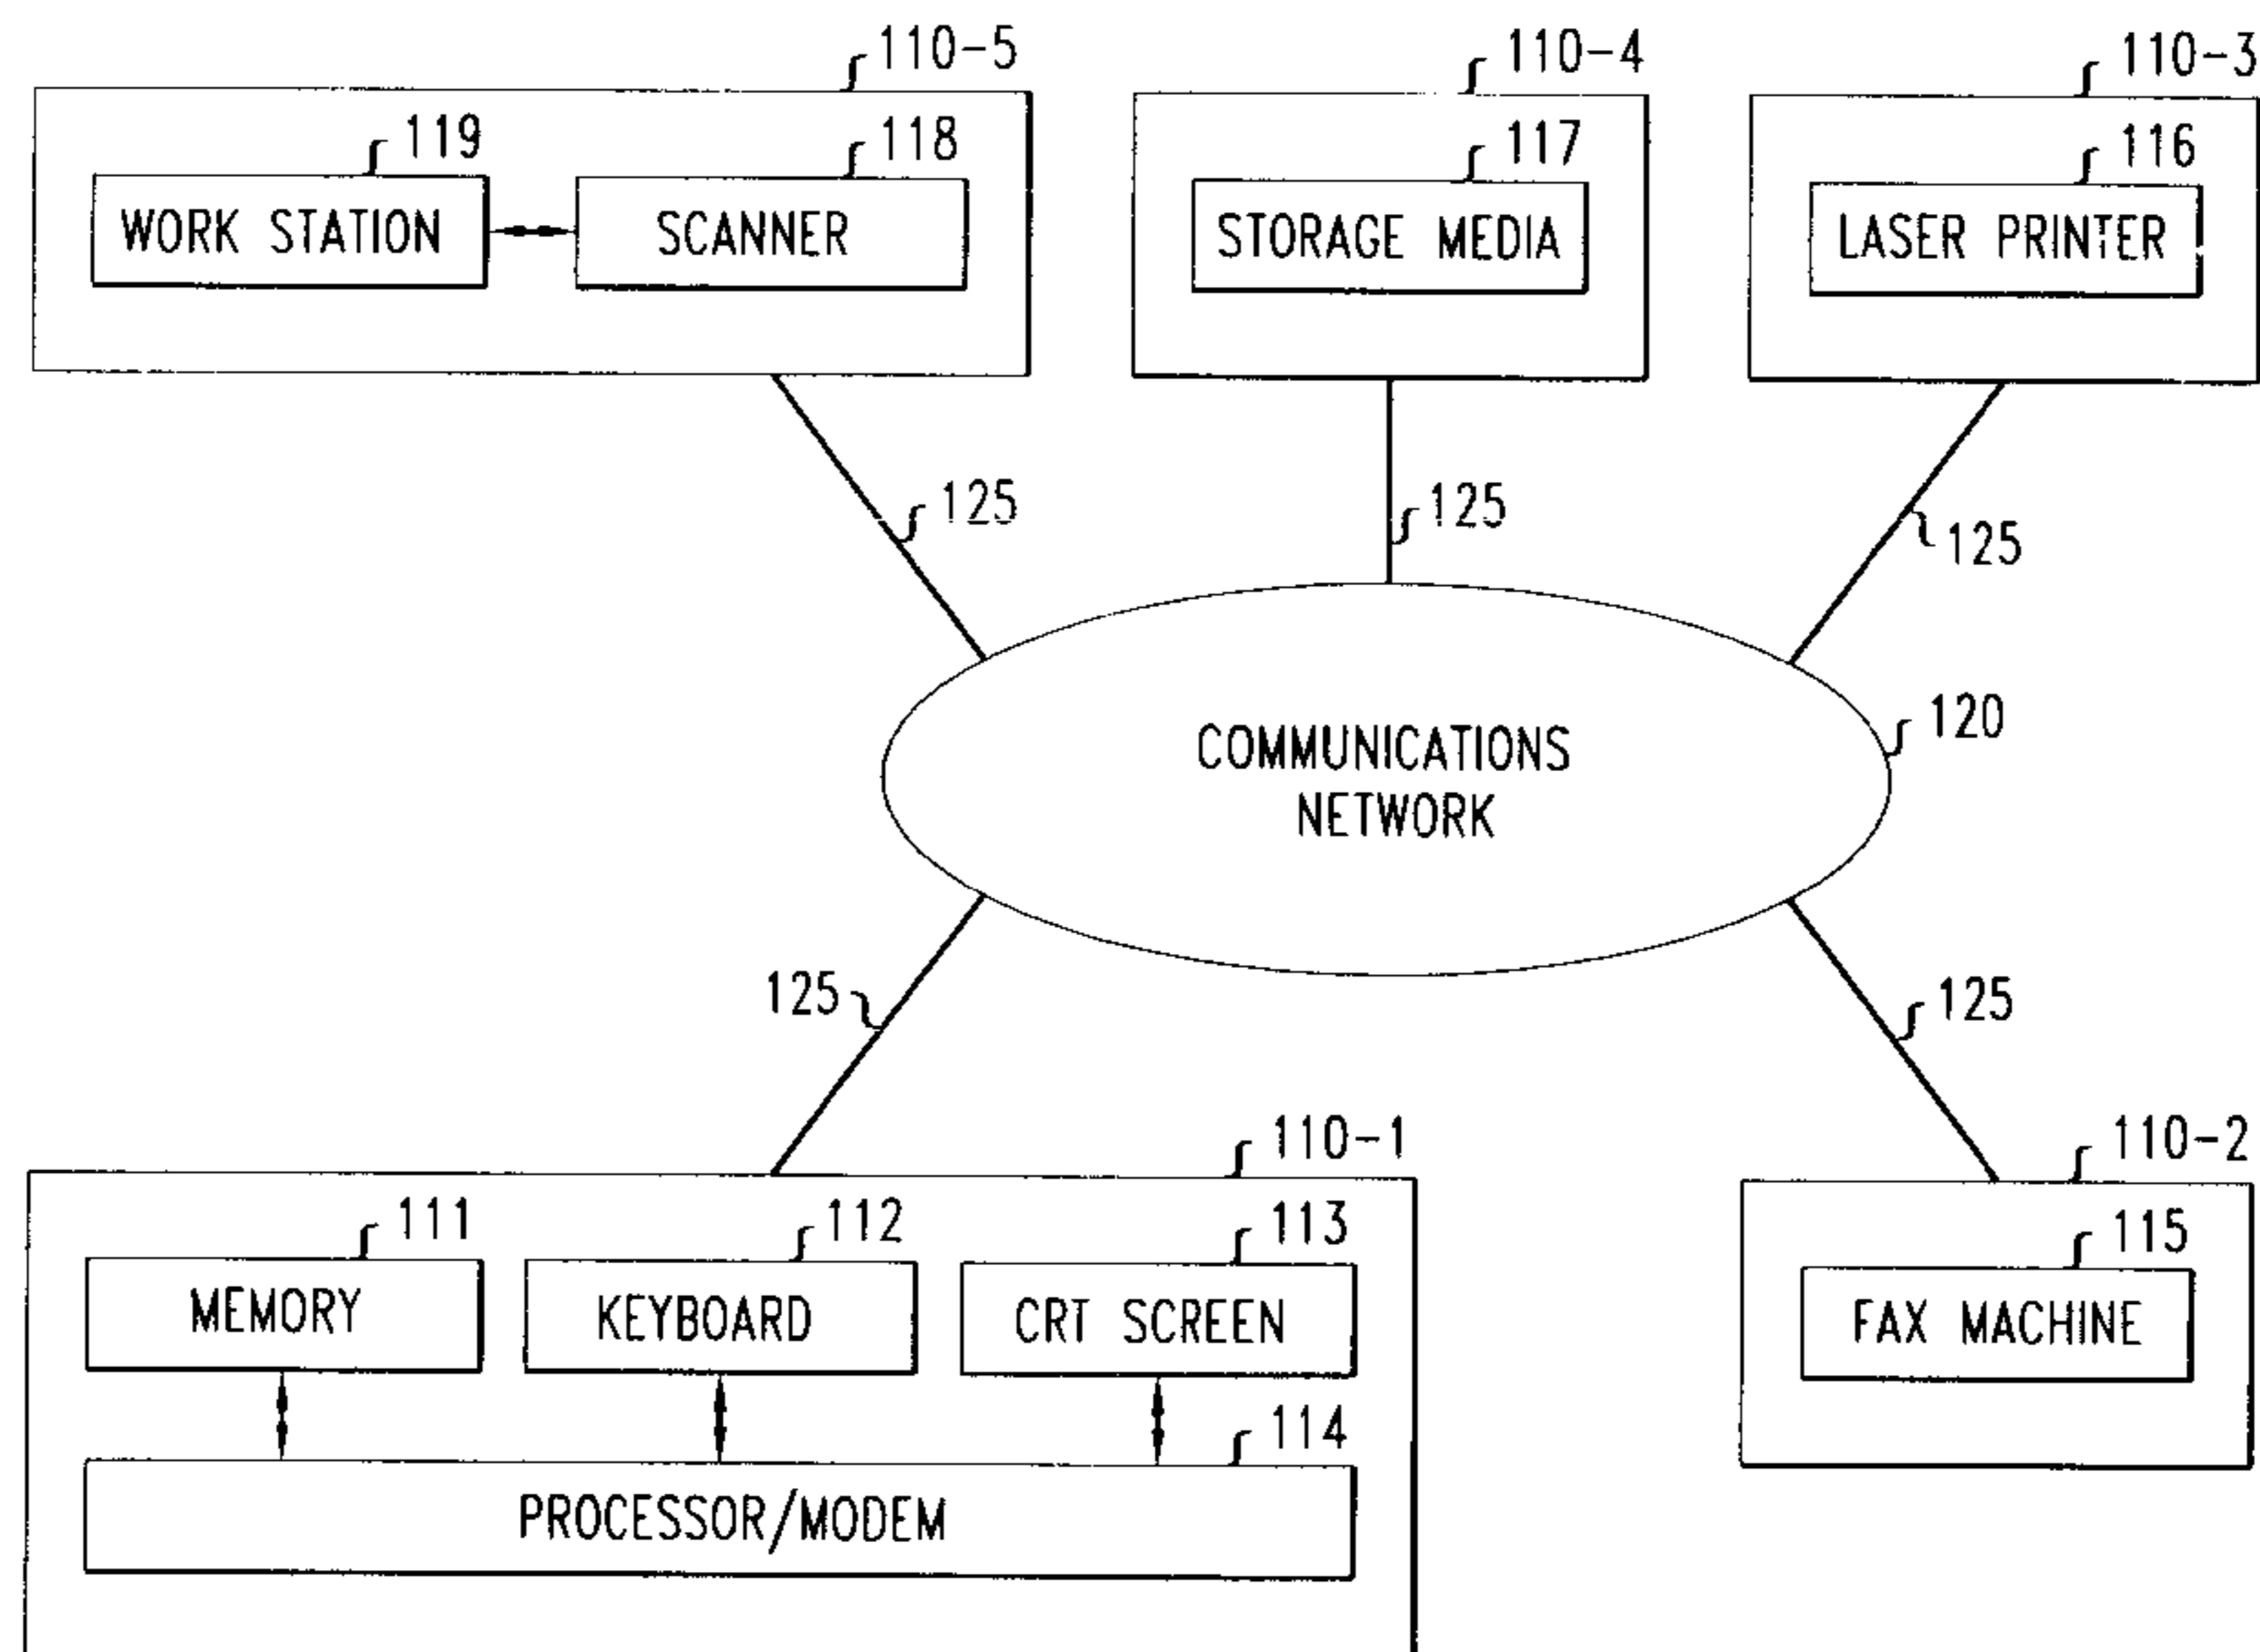 110-5
110-4
110-3
119
118
117
116
WORK STATION
SCANNER
STORAGE MEDIA
LASER PRINTER
125
125
125
120
COMMUNICATIONS
NETWORK
125
125
110-1
110-2
111
112
113
115
MEMORY
KEYBOARD
CRT SCREEN
FAX MACHINE
114
PROCESSOR/MODEM